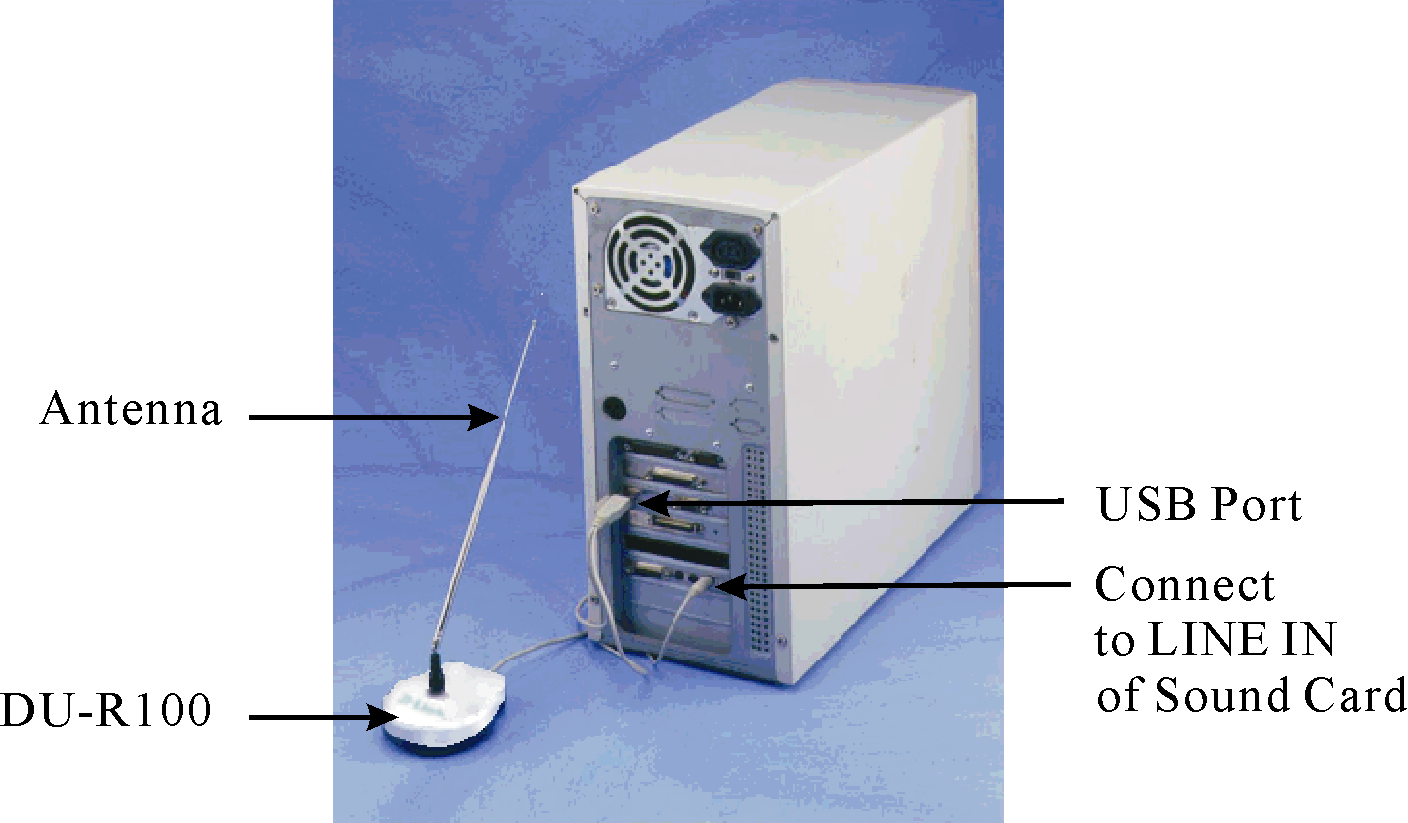 Antenna
DU-R100
USB Port
Connect
to LINE IN
of Sound Card